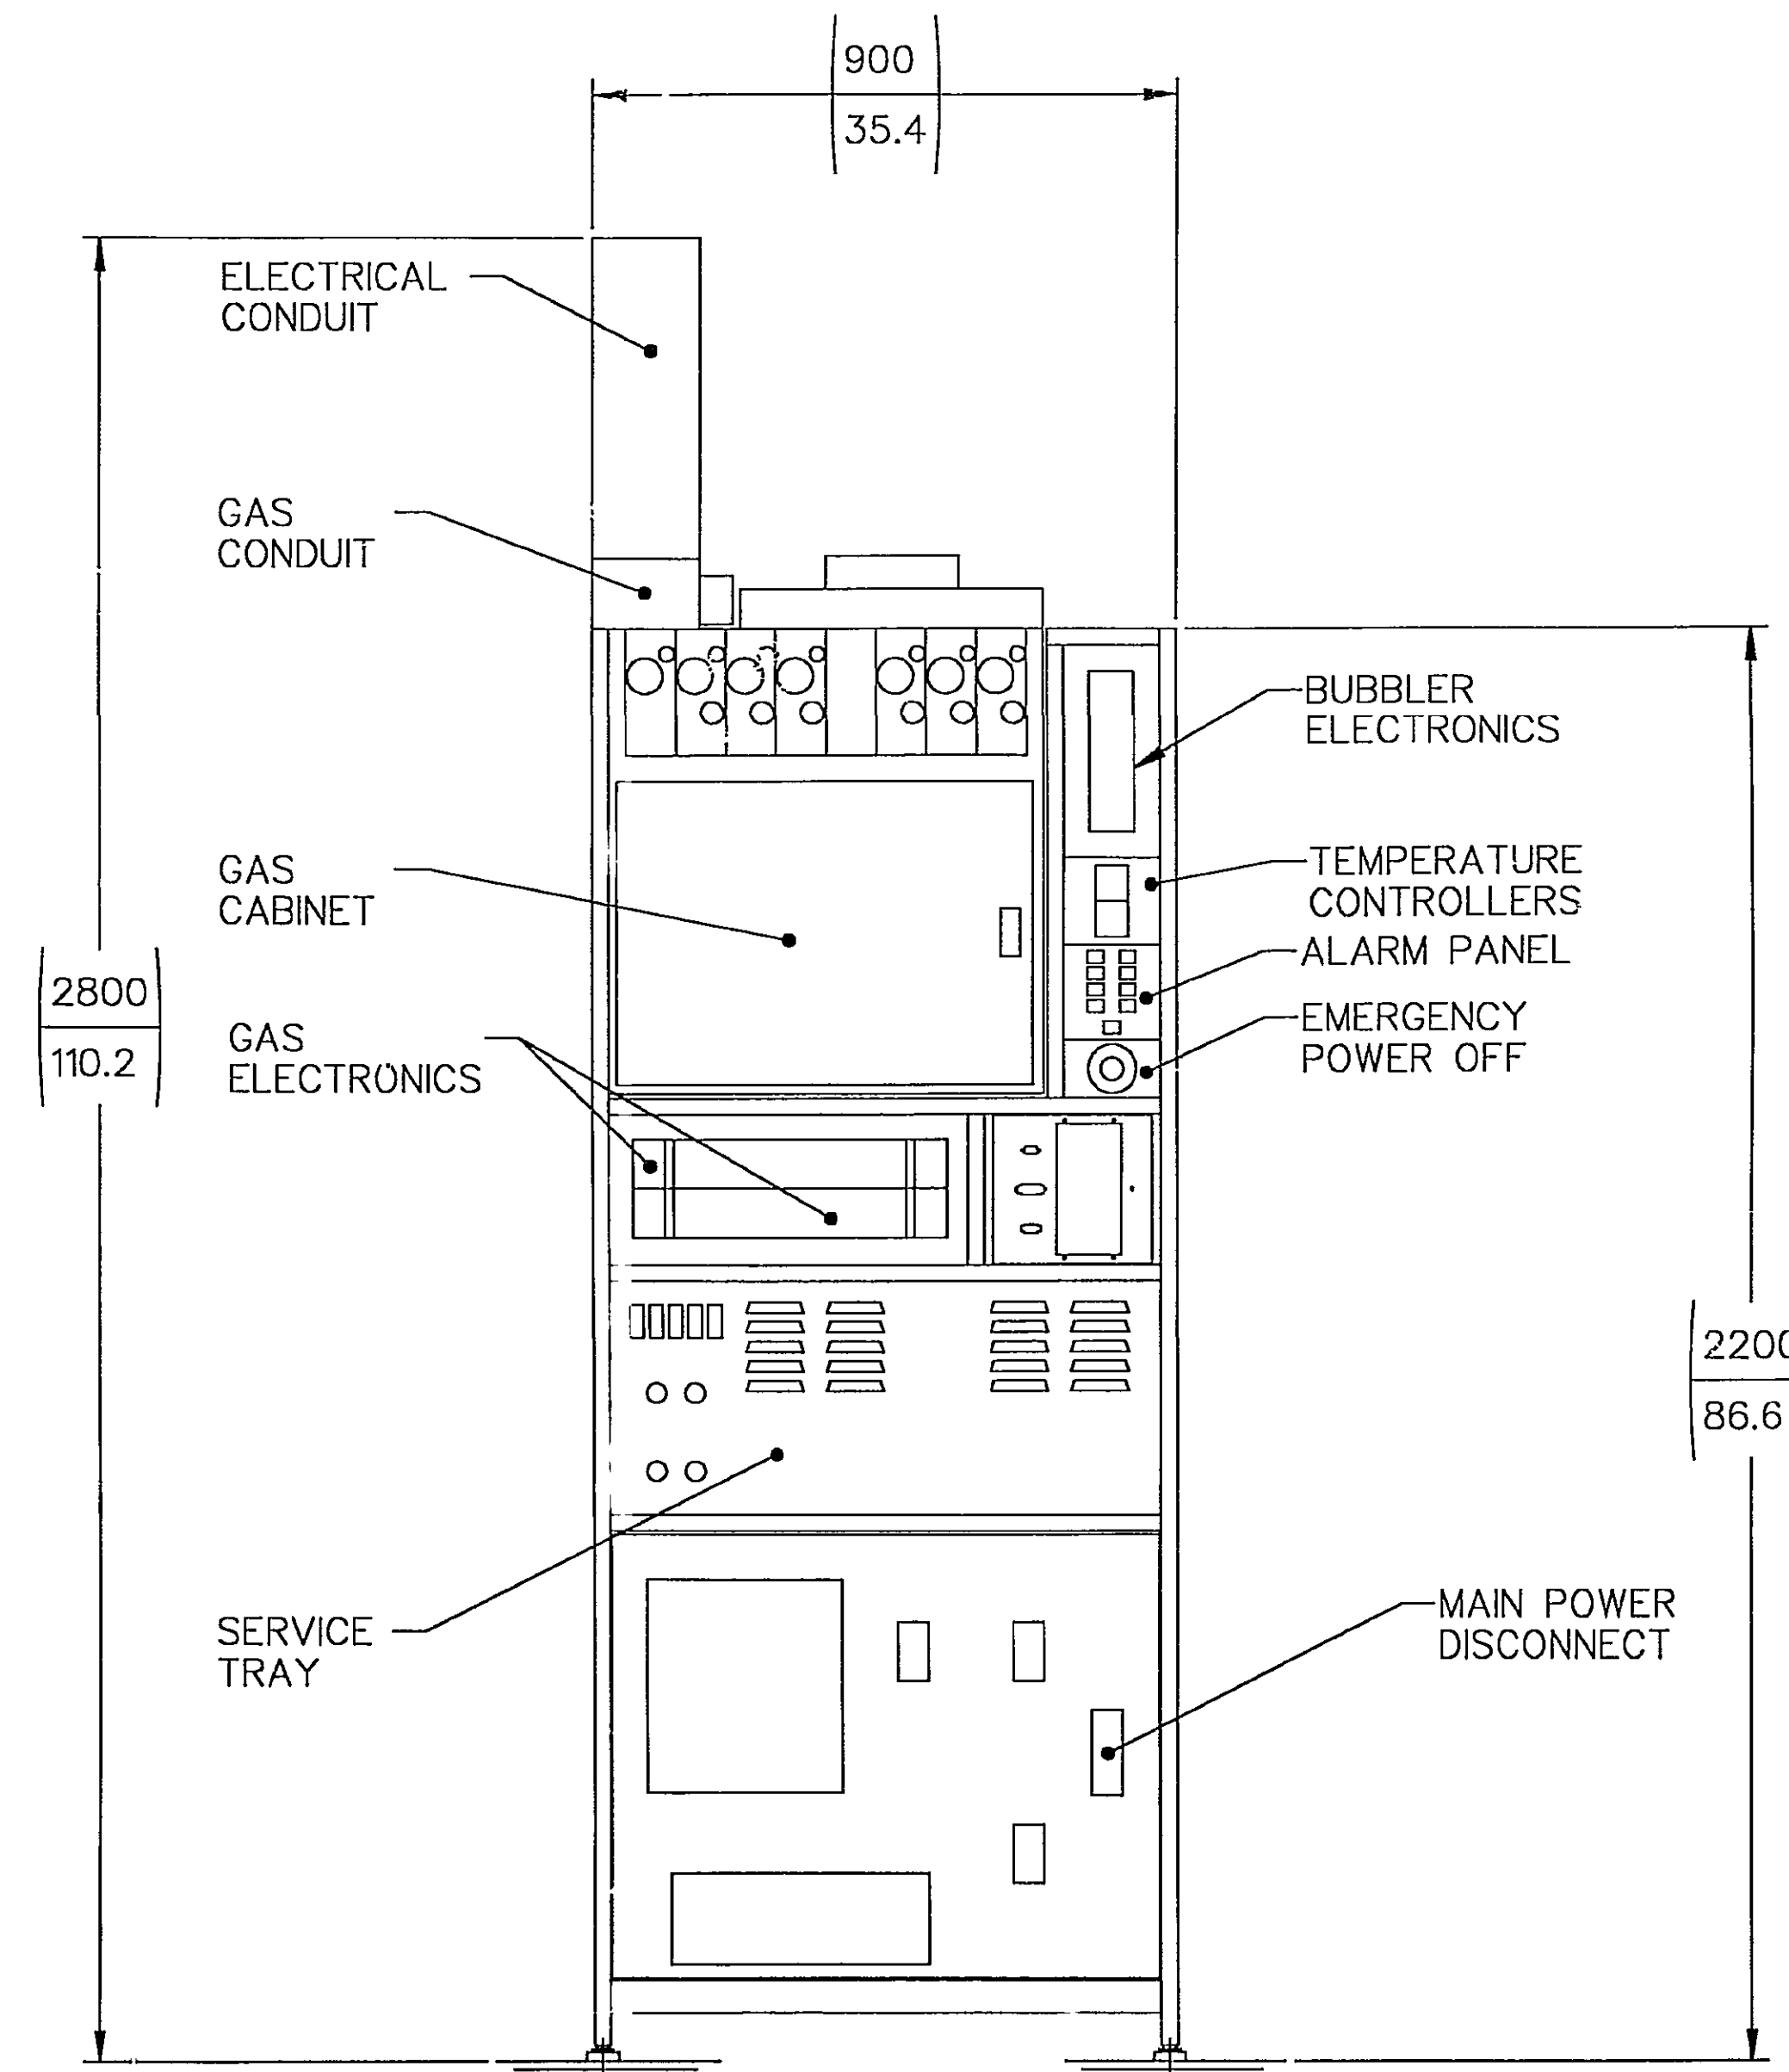 900
35.4
ELECTRICAL
CONDUIT
GAS
CONDUIT
BUBBLER
ELECTRONICS
GAS
CABINET
TEMPERATURE
CONTROLLERS
ALARM PANEL
2800
110.2
GAS
ELECTRONICS
EMERGENCY
POWER OFF
2200
86.6
SERVICE
TRAY
MAIN POWER
DISCONNECT